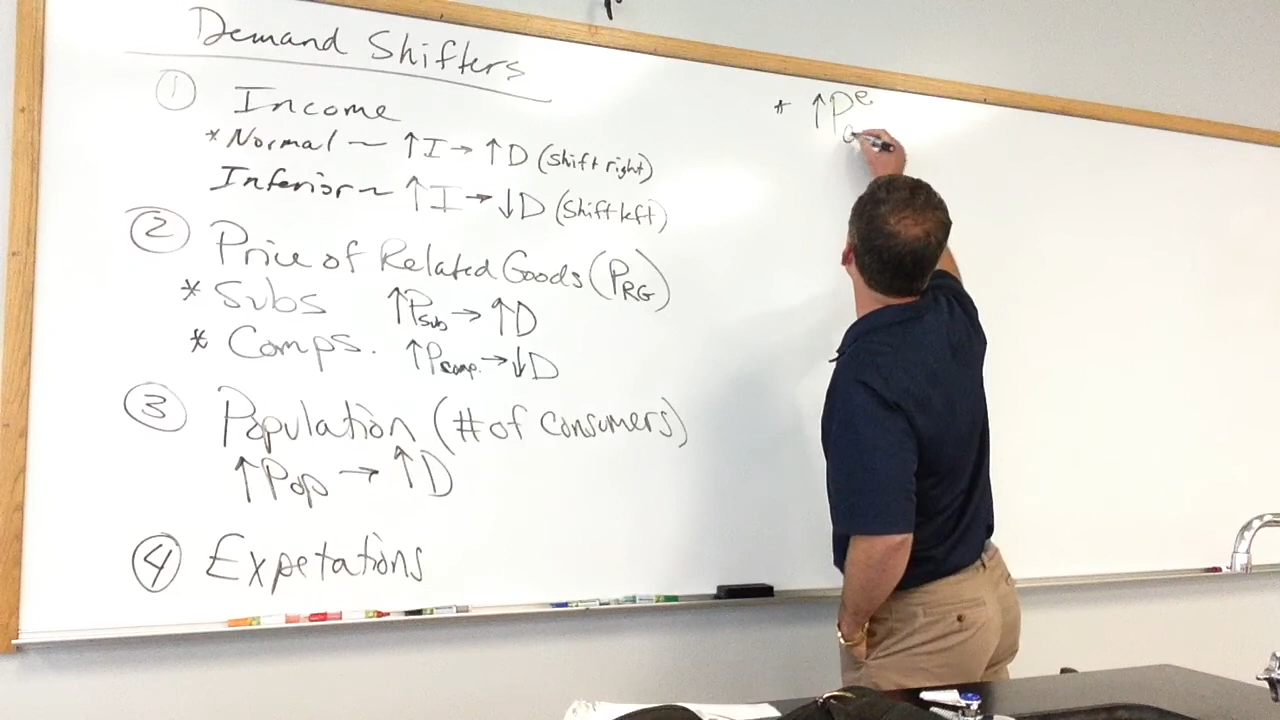 Demand Shifters
① Income
* Normal ~ ↑I → ↑D (shift right)
Inferior ~ ↑I → ↓D (shift left)
② Price of Related Goods (PRG)
* Subs ↑Psub → ↑D
* Comps. ↑Pcomp. → ↓D
③ Population (# of consumers)
↑Pop → ↑D
④ Expetations
* ↑Pe